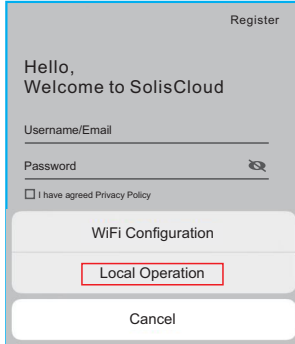 Register
Hello,
Welcome to SolisCloud
Username/Email
Password
I have agreed Privacy Policy
WiFi Configuration
Local Operation
Cancel